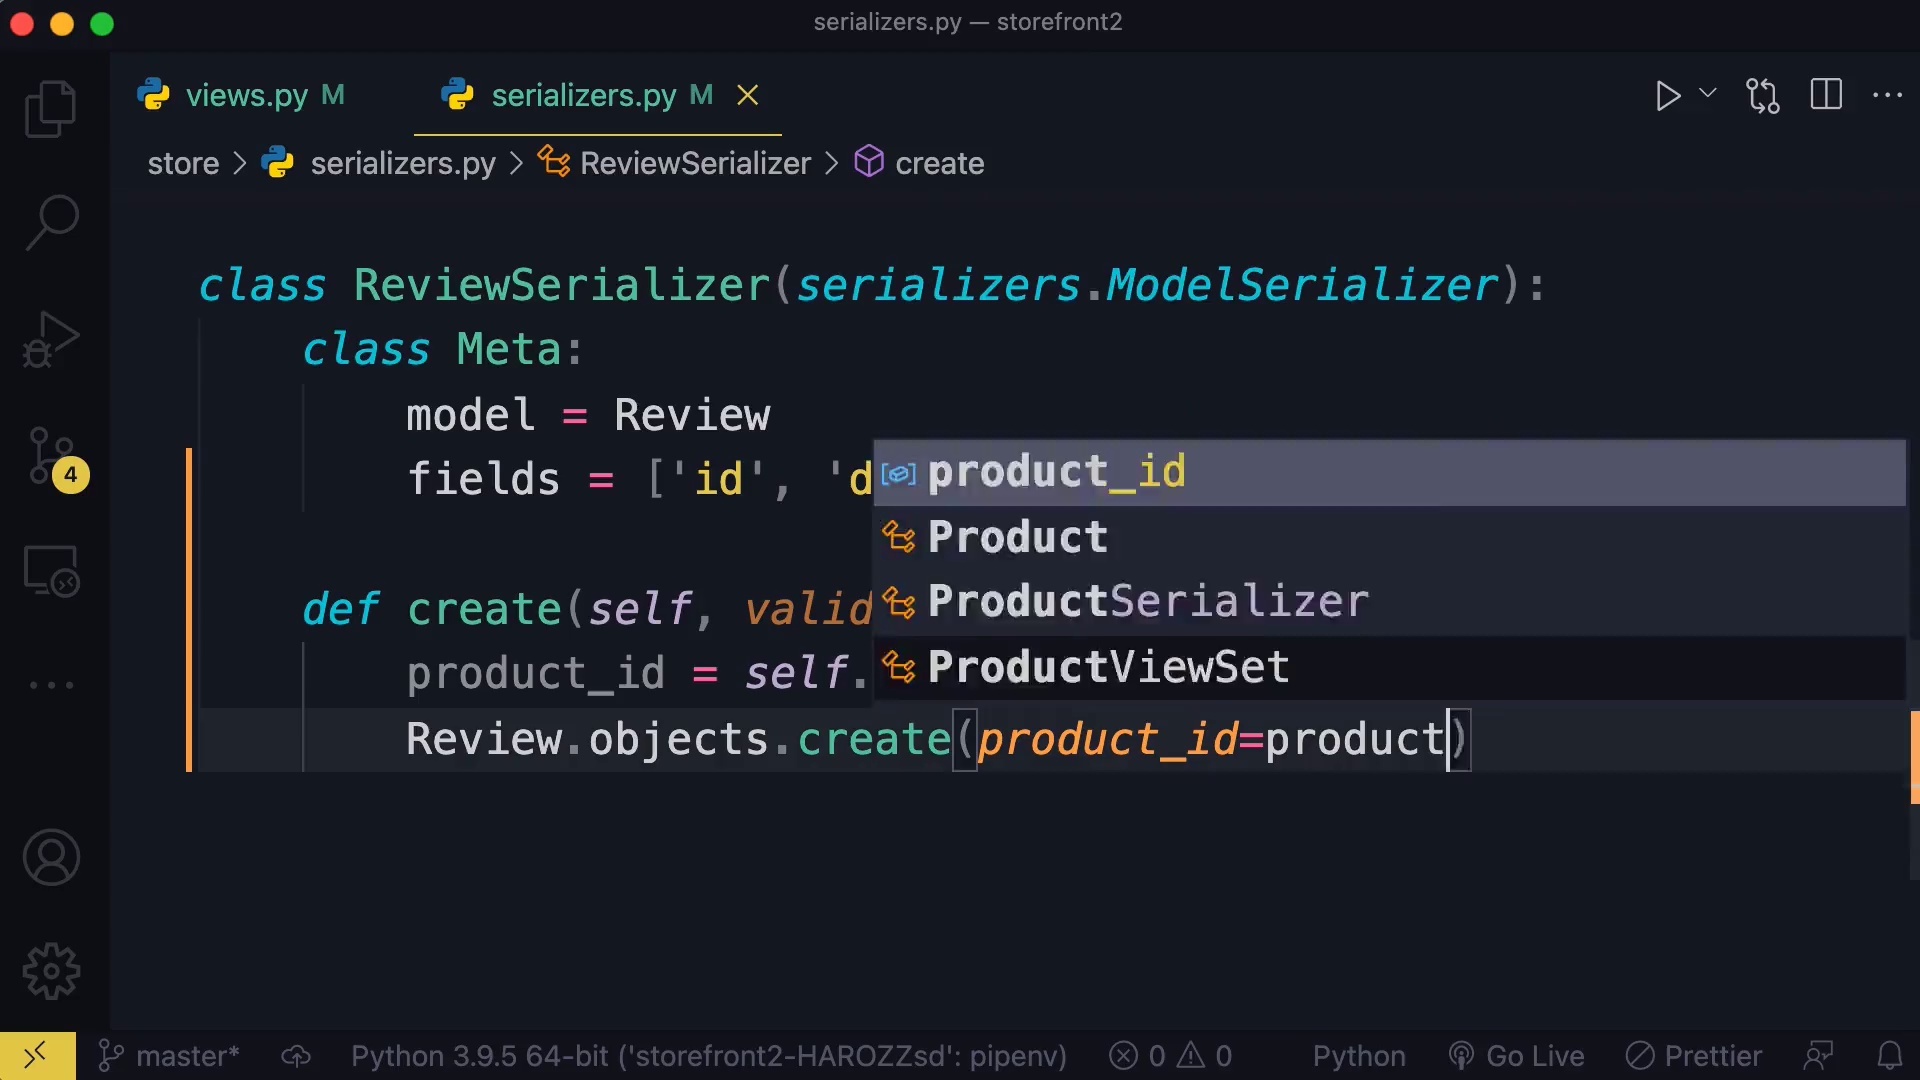 serializers.py — storefront2
views.py M serializers.py M
store > serializers.py > ReviewSerializer > create
class ReviewSerializer(serializers.ModelSerializer):
class Meta:
model = Review
fields = ['id', 'd
product_id
Product
ProductSerializer
ProductViewSet
def create(self, valid
product_id = self.
Review.objects.create(product_id=product)
4
master* Python 3.9.5 64-bit ('storefront2-HAROZZsd': pipenv) 0 0 Python Go Live Prettier